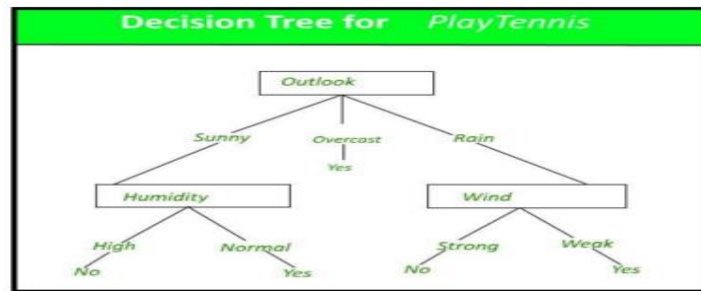 Decision Tree for PlayTennis
Outlook
Sunny Overcast Rain
Yes
Humidity Wind
High Normal Strong Weak
No Yes No Yes